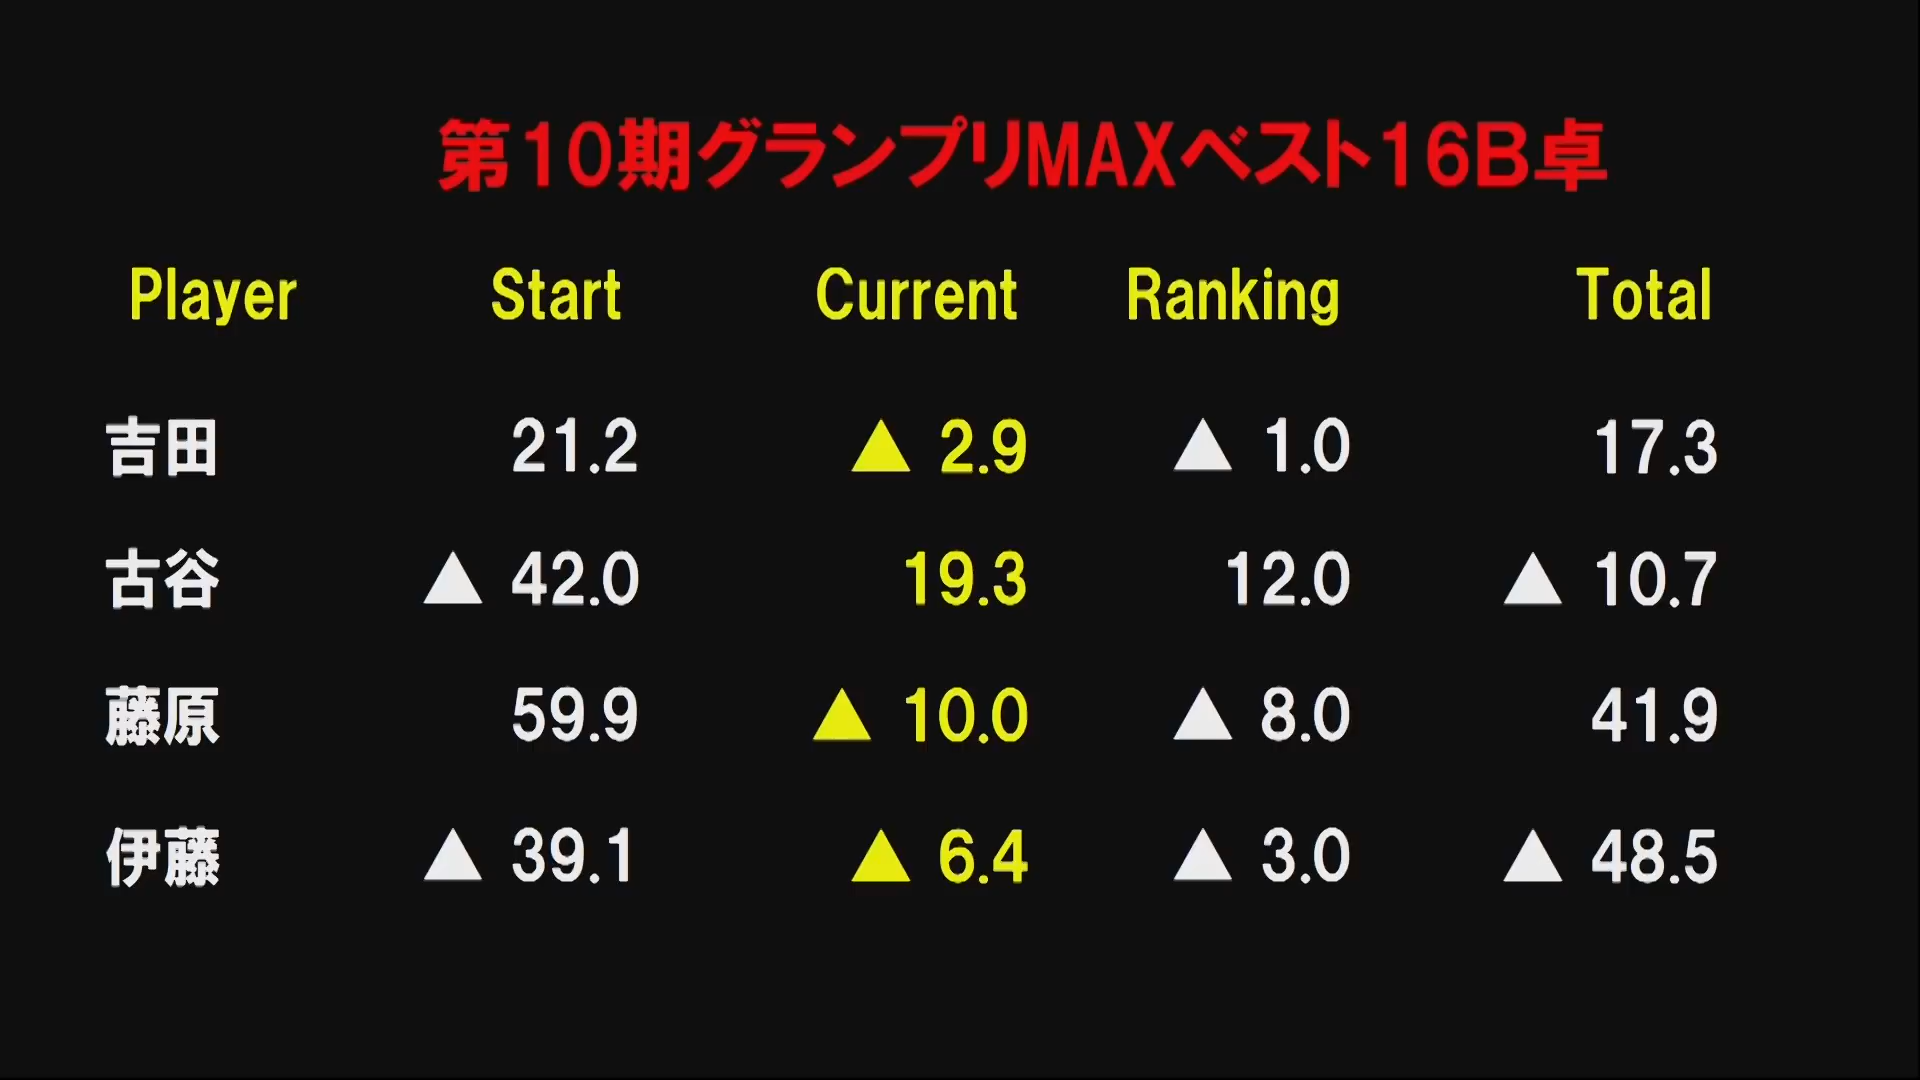 第10期グランプリMAXベスト16B卓
Player Start Current Ranking Total
吉田 21.2 ▲ 2.9 ▲ 1.0 17.3
古谷 ▲ 42.0 19.3 12.0 ▲ 10.7
藤原 59.9 ▲ 10.0 ▲ 8.0 41.9
伊藤 ▲ 39.1 ▲ 6.4 ▲ 3.0 ▲ 48.5